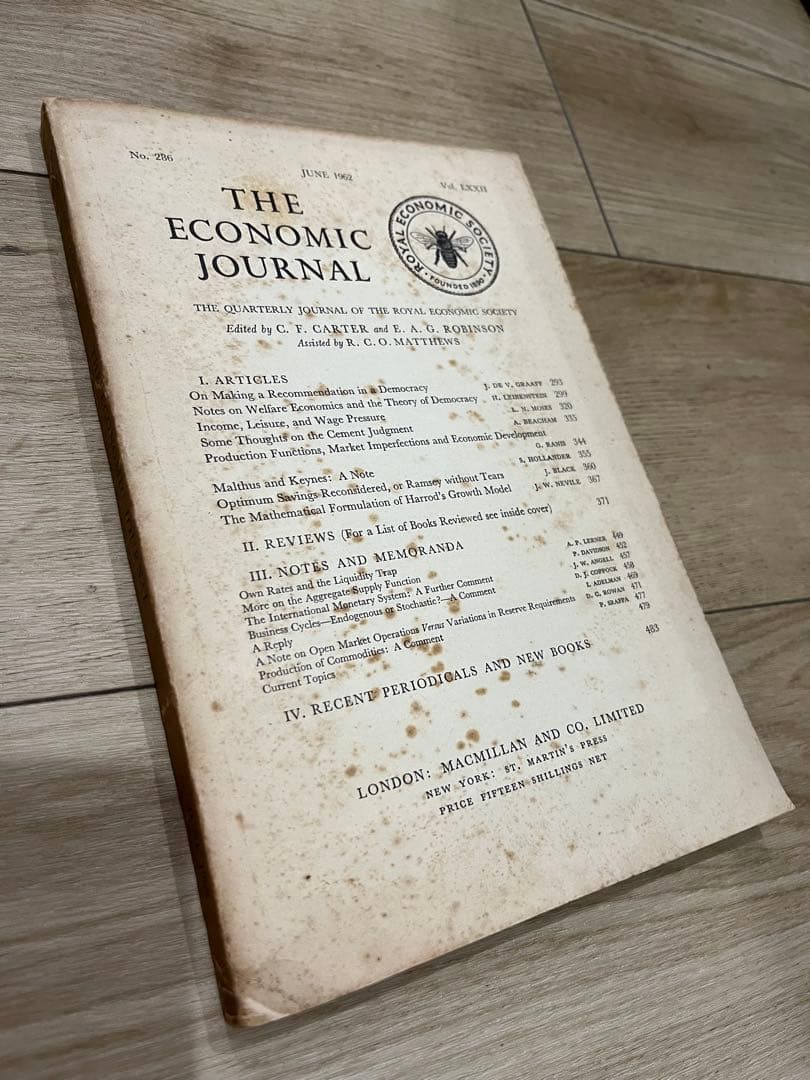 No. 286
JUNE 1962
Vol. LXXII
THE
ECONOMIC
JOURNAL
ROYAL ECONOMIC SOCIETY
· FOUNDED 1890 ·
THE QUARTERLY JOURNAL OF THE ROYAL ECONOMIC SOCIETY
Edited by C. F. CARTER and E. A. G. ROBINSON
Assisted by R. C. O. MATTHEWS
I. ARTICLES
On Making a Recommendation in a Democracy J. DE V. GRAAFF 293
Notes on Welfare Economics and the Theory of Democracy H. LEIBENSTEIN 299
Income, Leisure, and Wage Pressure L. N. MOSES 320
Some Thoughts on the Cement Judgment A. BEACHAM 335
Production Functions, Market Imperfections and Economic Development
G. RANIS 344
Malthus and Keynes: A Note S. HOLLANDER 355
Optimum Savings Reconsidered, or Ramsey without Tears J. BLACK 360
The Mathematical Formulation of Harrod's Growth Model J. W. NEVILE 367
II. REVIEWS (For a List of Books Reviewed see inside cover) 371
III. NOTES AND MEMORANDA
Own Rates and the Liquidity Trap A. P. LERNER 449
More on the Aggregate Supply Function P. DAVIDSON 452
The International Monetary System: A Further Comment J. W. ANGELL 457
Business Cycles—Endogenous or Stochastic?—A Comment D. J. COPPOCK 458
A Reply I. ADELMAN 469
A Note on Open Market Operations Versus Variations in Reserve Requirements D. C. ROWAN 471
Production of Commodities: A Comment P. SRAFFA 477
Current Topics 479
IV. RECENT PERIODICALS AND NEW BOOKS 483
LONDON: MACMILLAN AND CO. LIMITED
NEW YORK: ST. MARTIN'S PRESS
PRICE FIFTEEN SHILLINGS NET